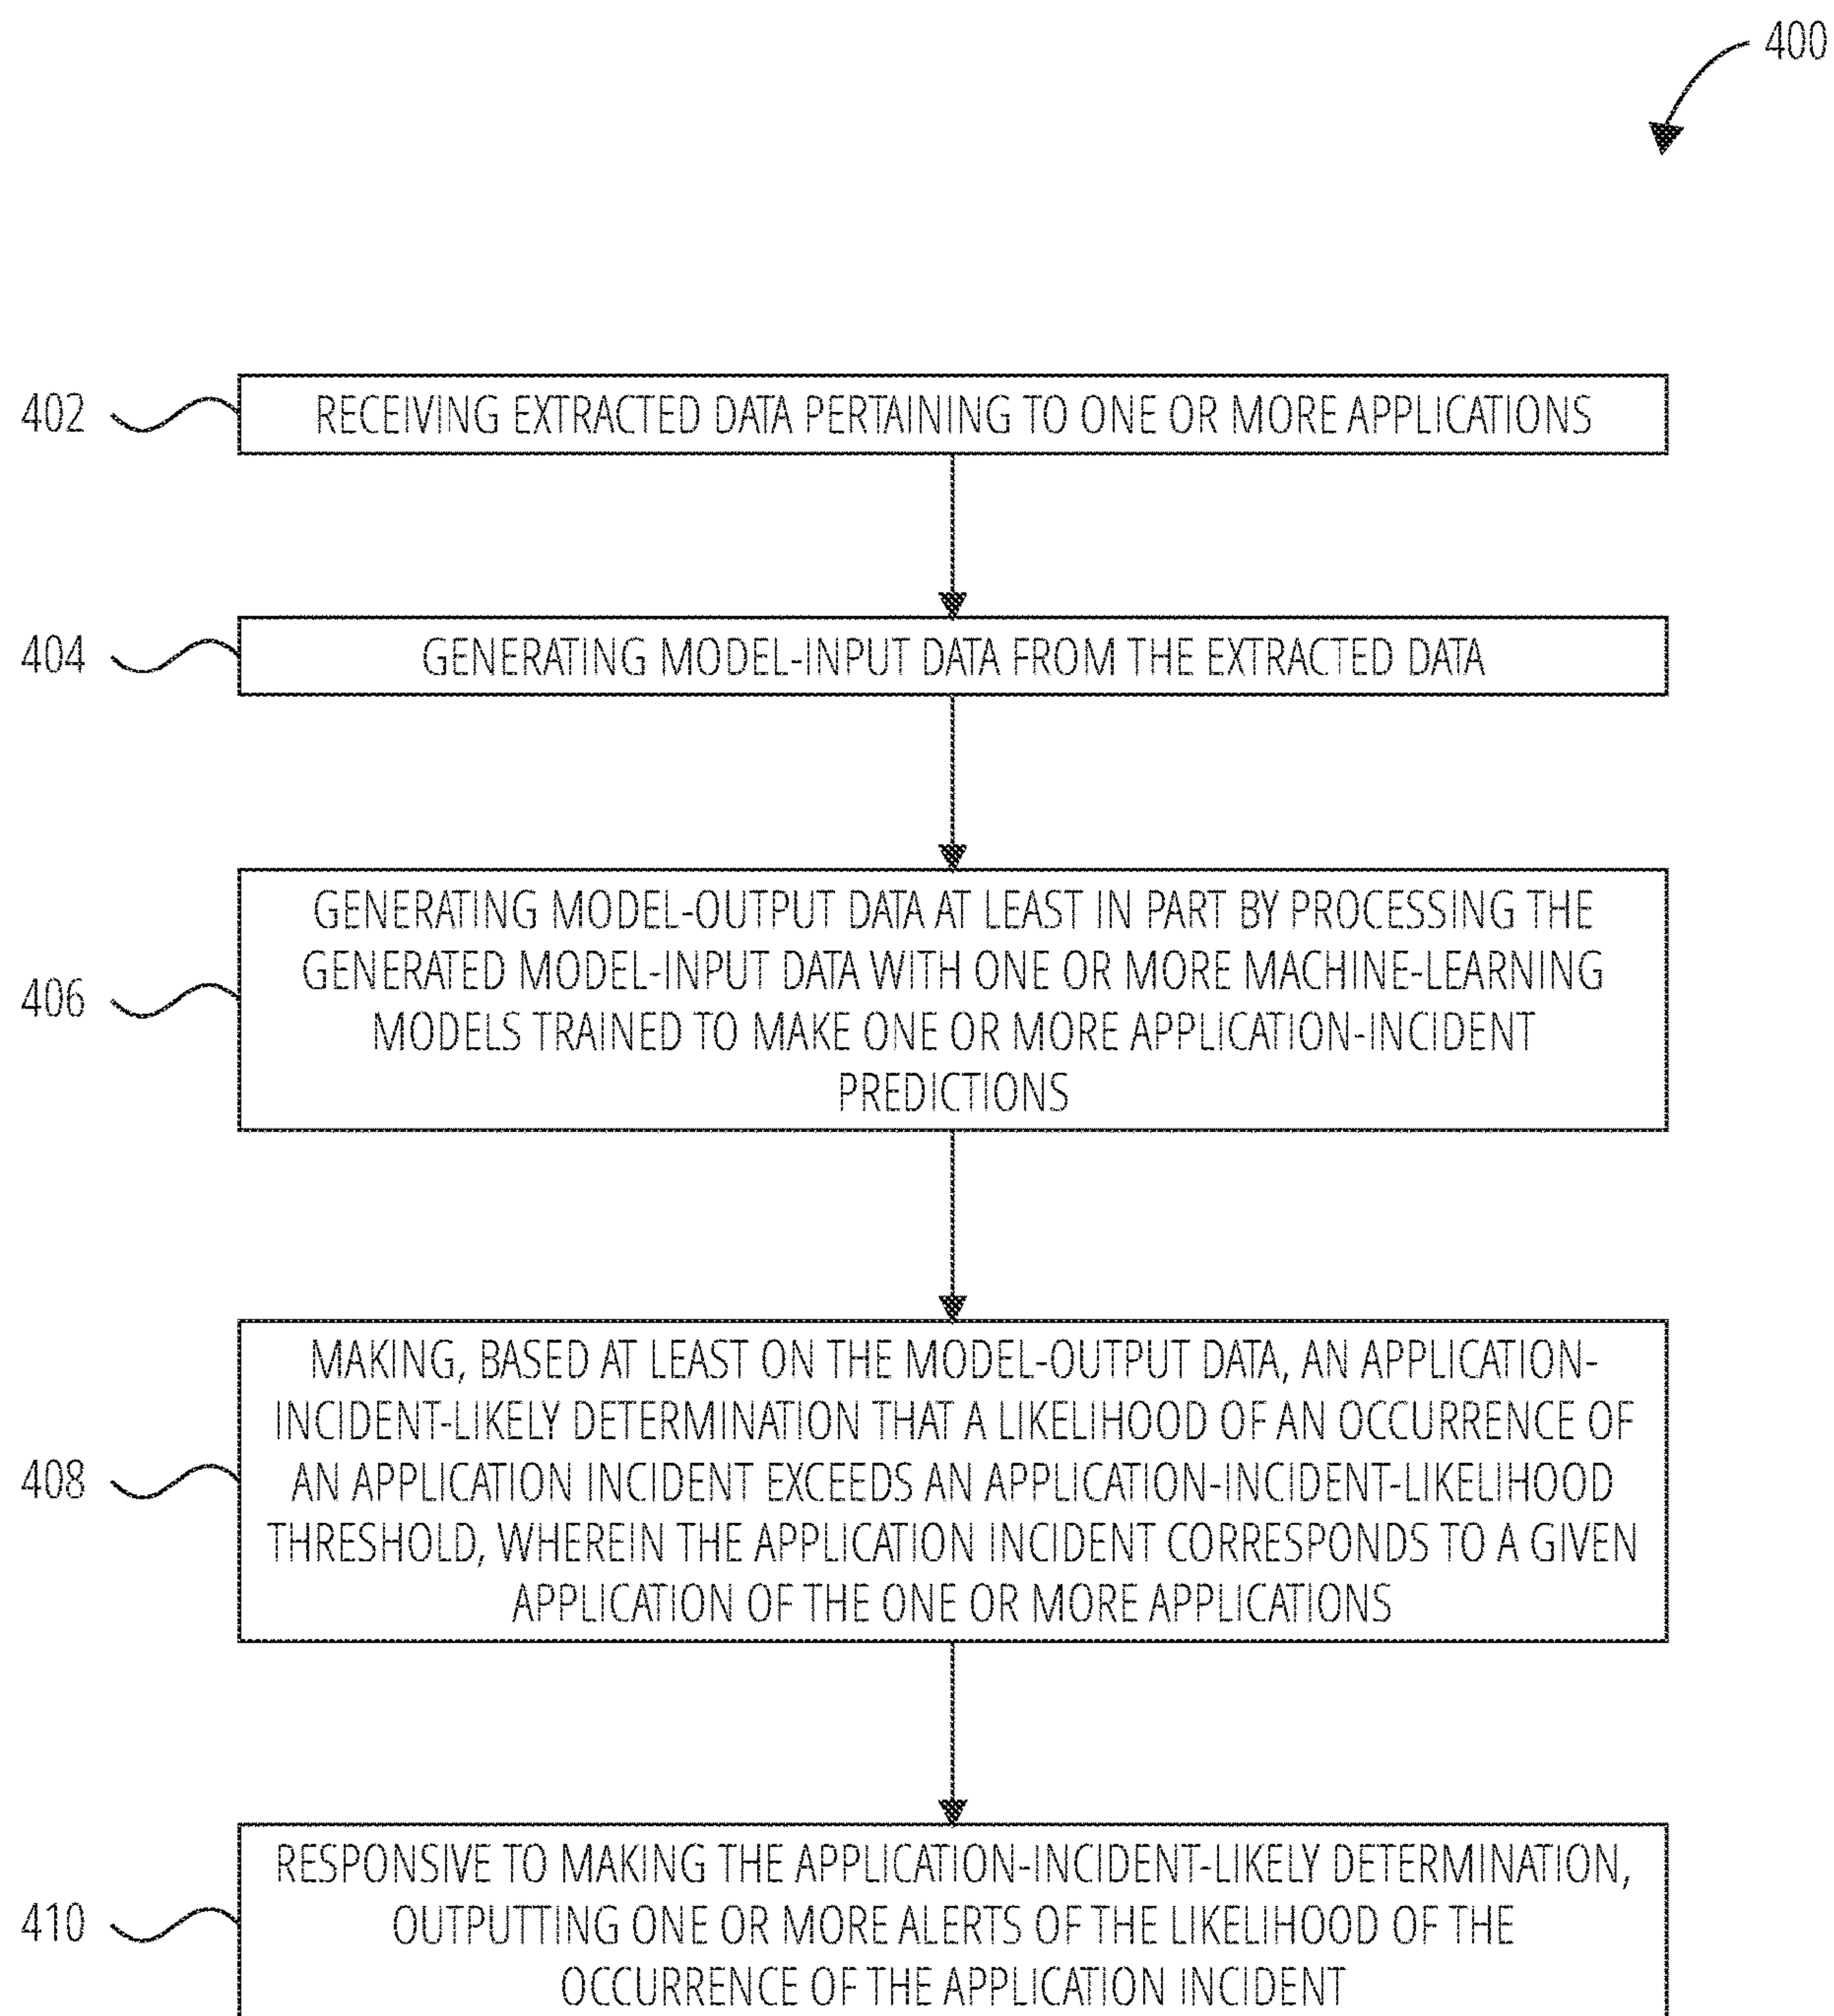 400
402
RECEIVING EXTRACTED DATA PERTAINING TO ONE OR MORE APPLICATIONS
404
GENERATING MODEL-INPUT DATA FROM THE EXTRACTED DATA
406
GENERATING MODEL-OUTPUT DATA AT LEAST IN PART BY PROCESSING THE
GENERATED MODEL-INPUT DATA WITH ONE OR MORE MACHINE-LEARNING
MODELS TRAINED TO MAKE ONE OR MORE APPLICATION-INCIDENT
PREDICTIONS
408
MAKING, BASED AT LEAST ON THE MODEL-OUTPUT DATA, AN APPLICATION-
INCIDENT-LIKELY DETERMINATION THAT A LIKELIHOOD OF AN OCCURRENCE OF
AN APPLICATION INCIDENT EXCEEDS AN APPLICATION-INCIDENT-LIKELIHOOD
THRESHOLD, WHEREIN THE APPLICATION INCIDENT CORRESPONDS TO A GIVEN
APPLICATION OF THE ONE OR MORE APPLICATIONS
410
RESPONSIVE TO MAKING THE APPLICATION-INCIDENT-LIKELY DETERMINATION,
OUTPUTTING ONE OR MORE ALERTS OF THE LIKELIHOOD OF THE
OCCURRENCE OF THE APPLICATION INCIDENT